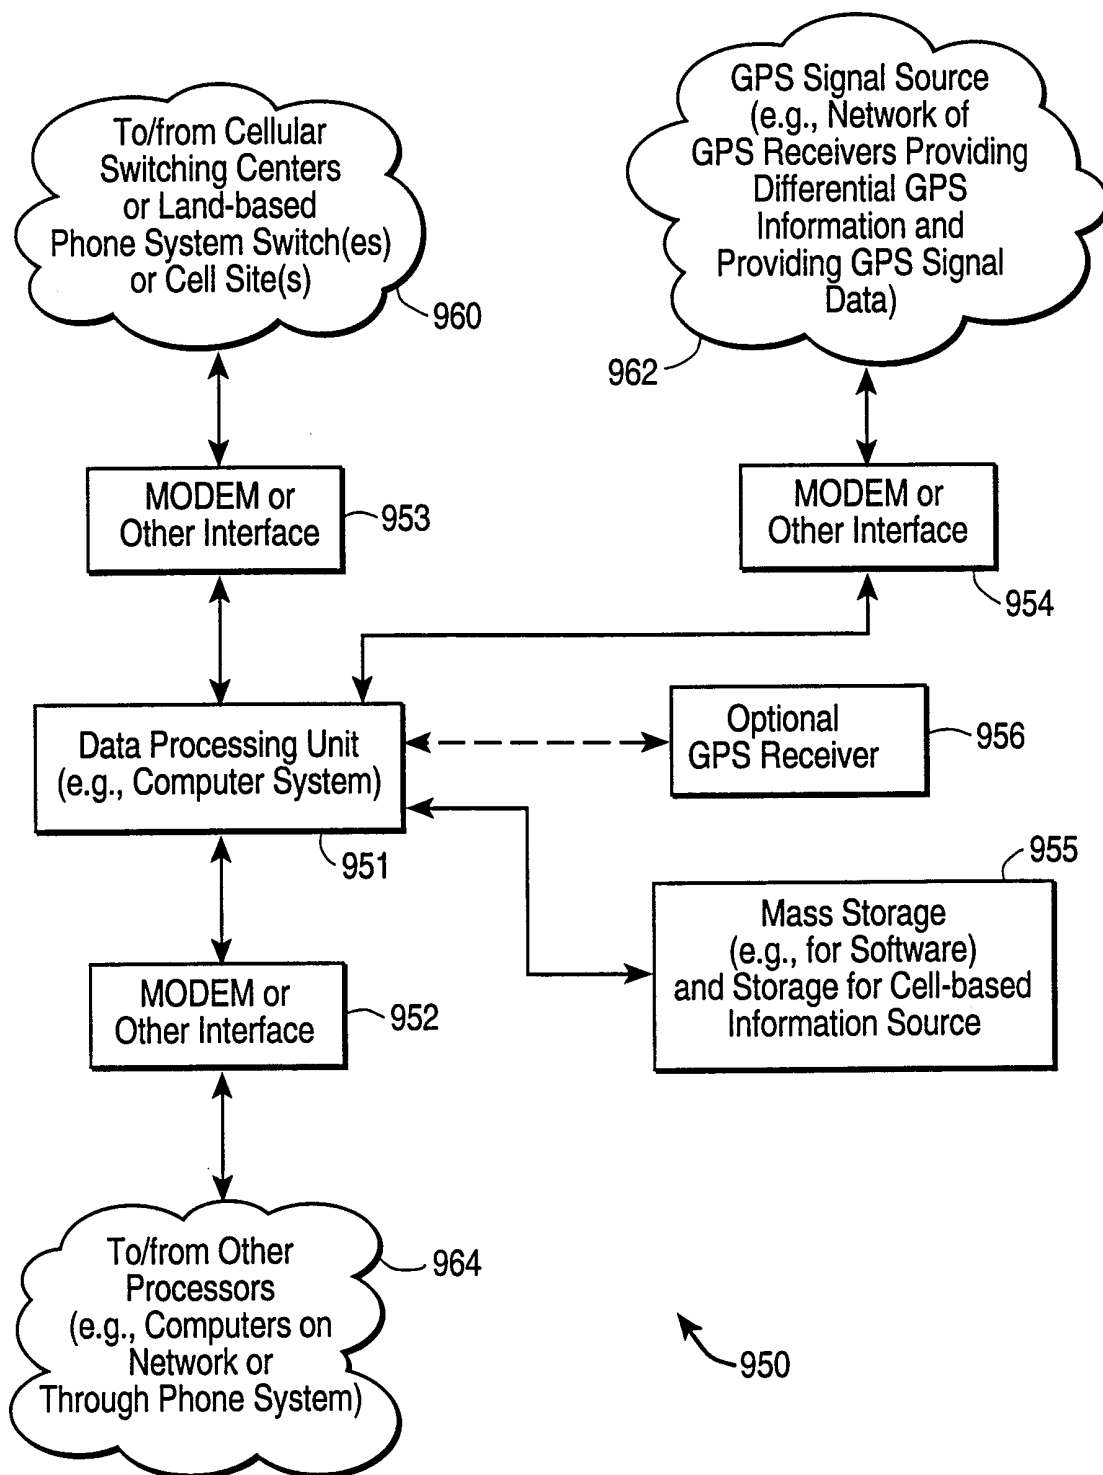 To/from Cellular
Switching Centers
or Land-based
Phone System Switch(es)
or Cell Site(s)
960
GPS Signal Source
(e.g., Network of
GPS Receivers Providing
Differential GPS
Information and
Providing GPS Signal
Data)
962
MODEM or
Other Interface
953
MODEM or
Other Interface
954
Data Processing Unit
(e.g., Computer System)
951
Optional
GPS Receiver
956
955
Mass Storage
(e.g., for Software)
and Storage for Cell-based
Information Source
MODEM or
Other Interface
952
To/from Other
Processors
(e.g., Computers on
Network or
Through Phone System)
964
950